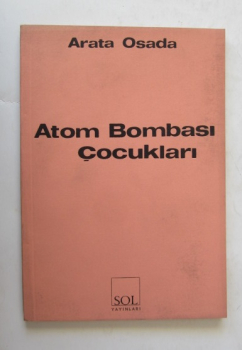 Arata Osada
Atom Bombası
Çocukları
SOL
YAYINLARI